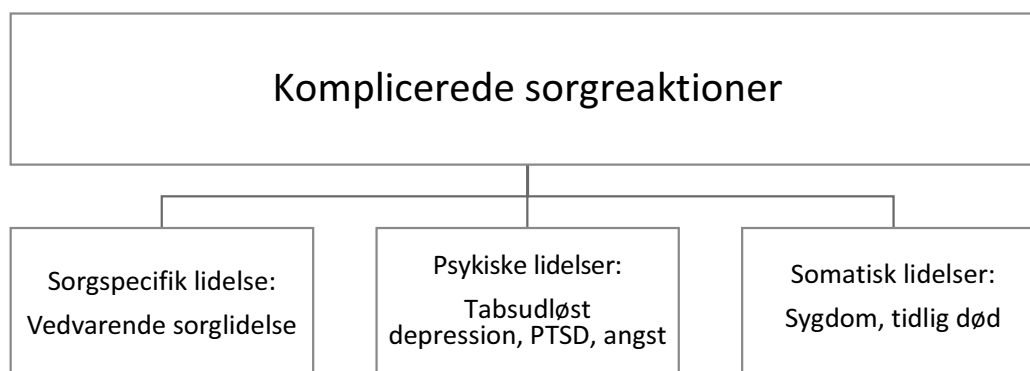 Komplicerede sorgreaktioner
Sorgspecifik lidelse:
Vedvarende sorglidelse
Psykiske lidelser:
Tabsudløst
depression, PTSD, angst
Somatisk lidelser:
Sygdom, tidlig død